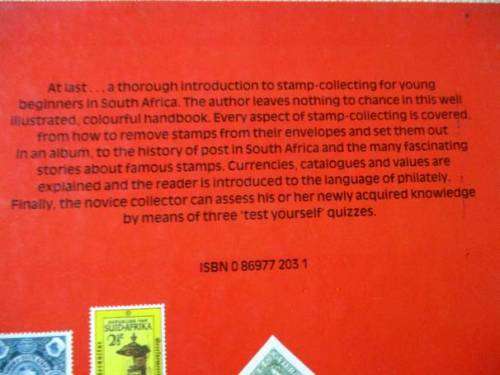 At last . . . a thorough introduction to stamp-collecting for young
beginners in South Africa. The author leaves nothing to chance in this well
illustrated, colourful handbook. Every aspect of stamp-collecting is covered,
from how to remove stamps from their envelopes and set them out
in an album, to the history of post in South Africa and the many fascinating
stories about famous stamps. Currencies, catalogues and values are
explained and the reader is introduced to the language of philately.
Finally, the novice collector can assess his or her newly acquired knowledge
by means of three 'test yourself' quizzes.
ISBN 0 86977 203 1
SUID-AFRIKA
2½